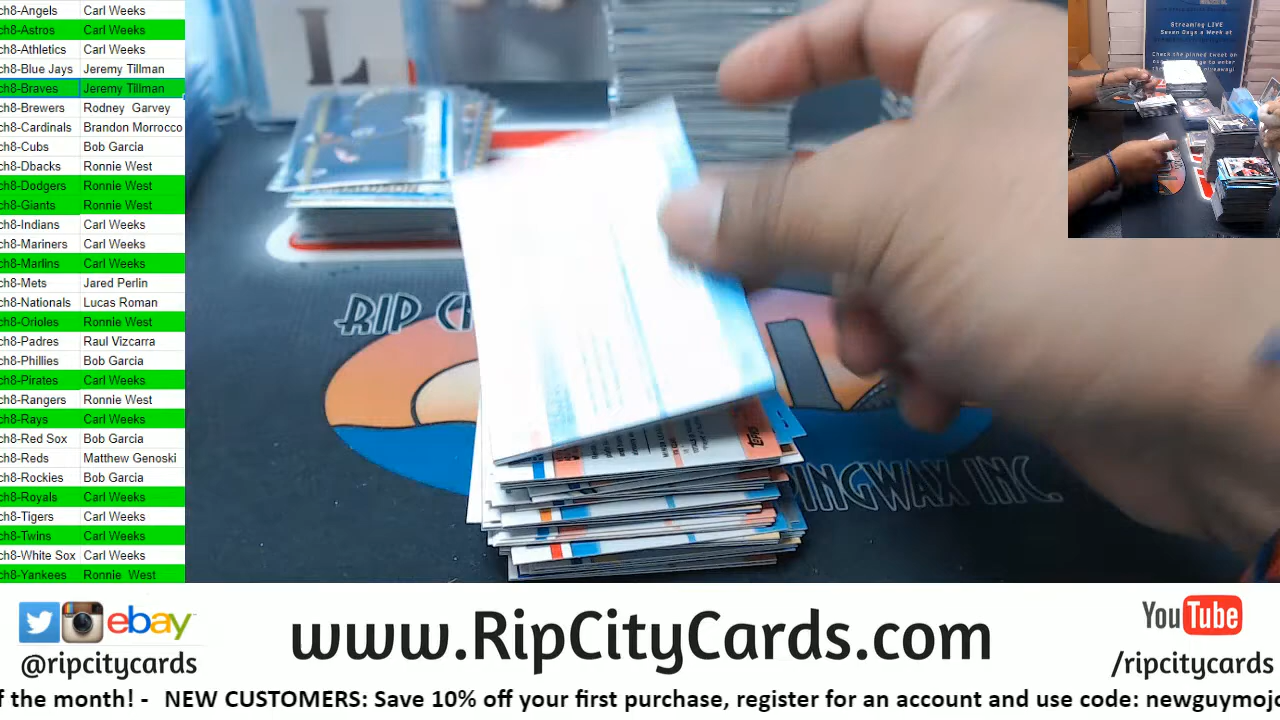 ch8-Angels Carl Weeks
ch8-Astros Carl Weeks
ch8-Athletics Carl Weeks
ch8-Blue Jays Jeremy Tillman
ch8-Braves Jeremy Tillman
ch8-Brewers Rodney Garvey
ch8-Cardinals Brandon Morrocco
ch8-Cubs Bob Garcia
ch8-Dbacks Ronnie West
ch8-Dodgers Ronnie West
ch8-Giants Ronnie West
ch8-Indians Carl Weeks
ch8-Mariners Carl Weeks
ch8-Marlins Carl Weeks
ch8-Mets Jared Perlin
ch8-Nationals Lucas Roman
ch8-Orioles Ronnie West
ch8-Padres Raul Vizcarra
ch8-Phillies Bob Garcia
ch8-Pirates Carl Weeks
ch8-Rangers Ronnie West
ch8-Rays Carl Weeks
ch8-Red Sox Bob Garcia
ch8-Reds Matthew Genoski
ch8-Rockies Bob Garcia
ch8-Royals Carl Weeks
ch8-Tigers Carl Weeks
ch8-Twins Carl Weeks
ch8-White Sox Carl Weeks
ch8-Yankees Ronnie West
L
RIP C
INGWAX INC.
Topps
Streaming LIVE
Seven Days a Week at
Check the pinned tweet on
ebay
@ripcitycards
www.RipCityCards.com
YouTube
/ripcitycards
f the month! - NEW CUSTOMERS: Save 10% off your first purchase, register for an account and use code: newguymojo